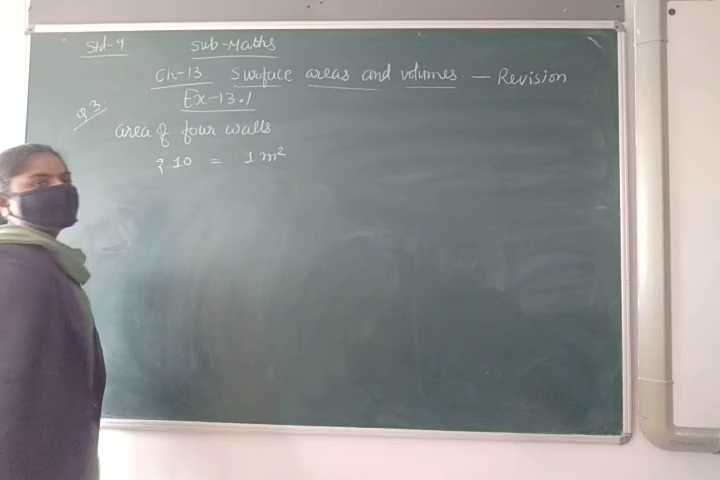 Std-9 Sub-Maths
Ch-13 Surface areas and volumes - Revision
Ex-13.1
Q 3.
area of four walls
₹ 10 = 1 m²